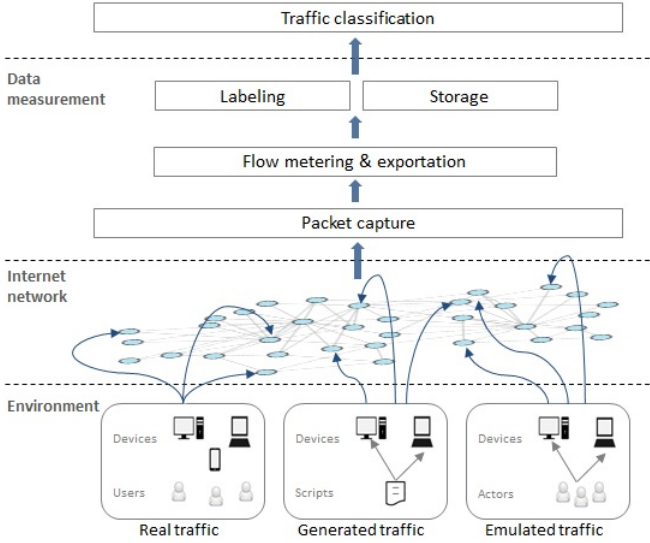 Traffic classification
Data
measurement
Labeling
Storage
Flow metering & exportation
Packet capture
Internet
network
Environment
Devices
Users
Real traffic
Devices
Scripts
Generated traffic
Devices
Actors
Emulated traffic